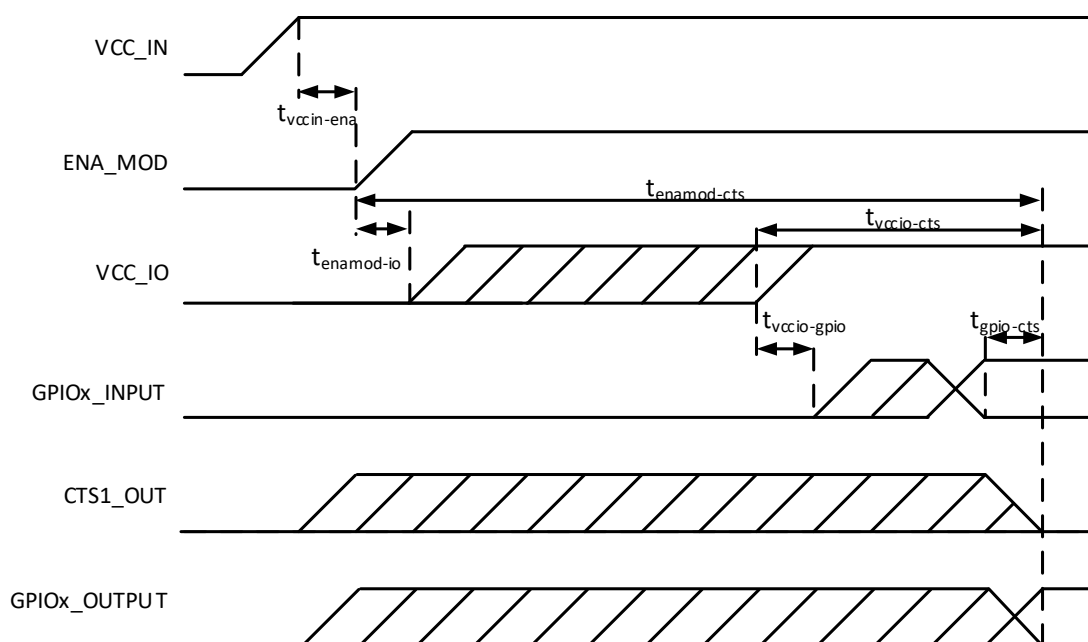 VCC_IN
tvccin-ena
ENA_MOD
tenamod-cts
tvccio-cts
tenamod-io
VCC_IO
tvccio-gpio
tgpio-cts
GPIOx_INPUT
CTS1_OUT
GPIOx_OUTPUT